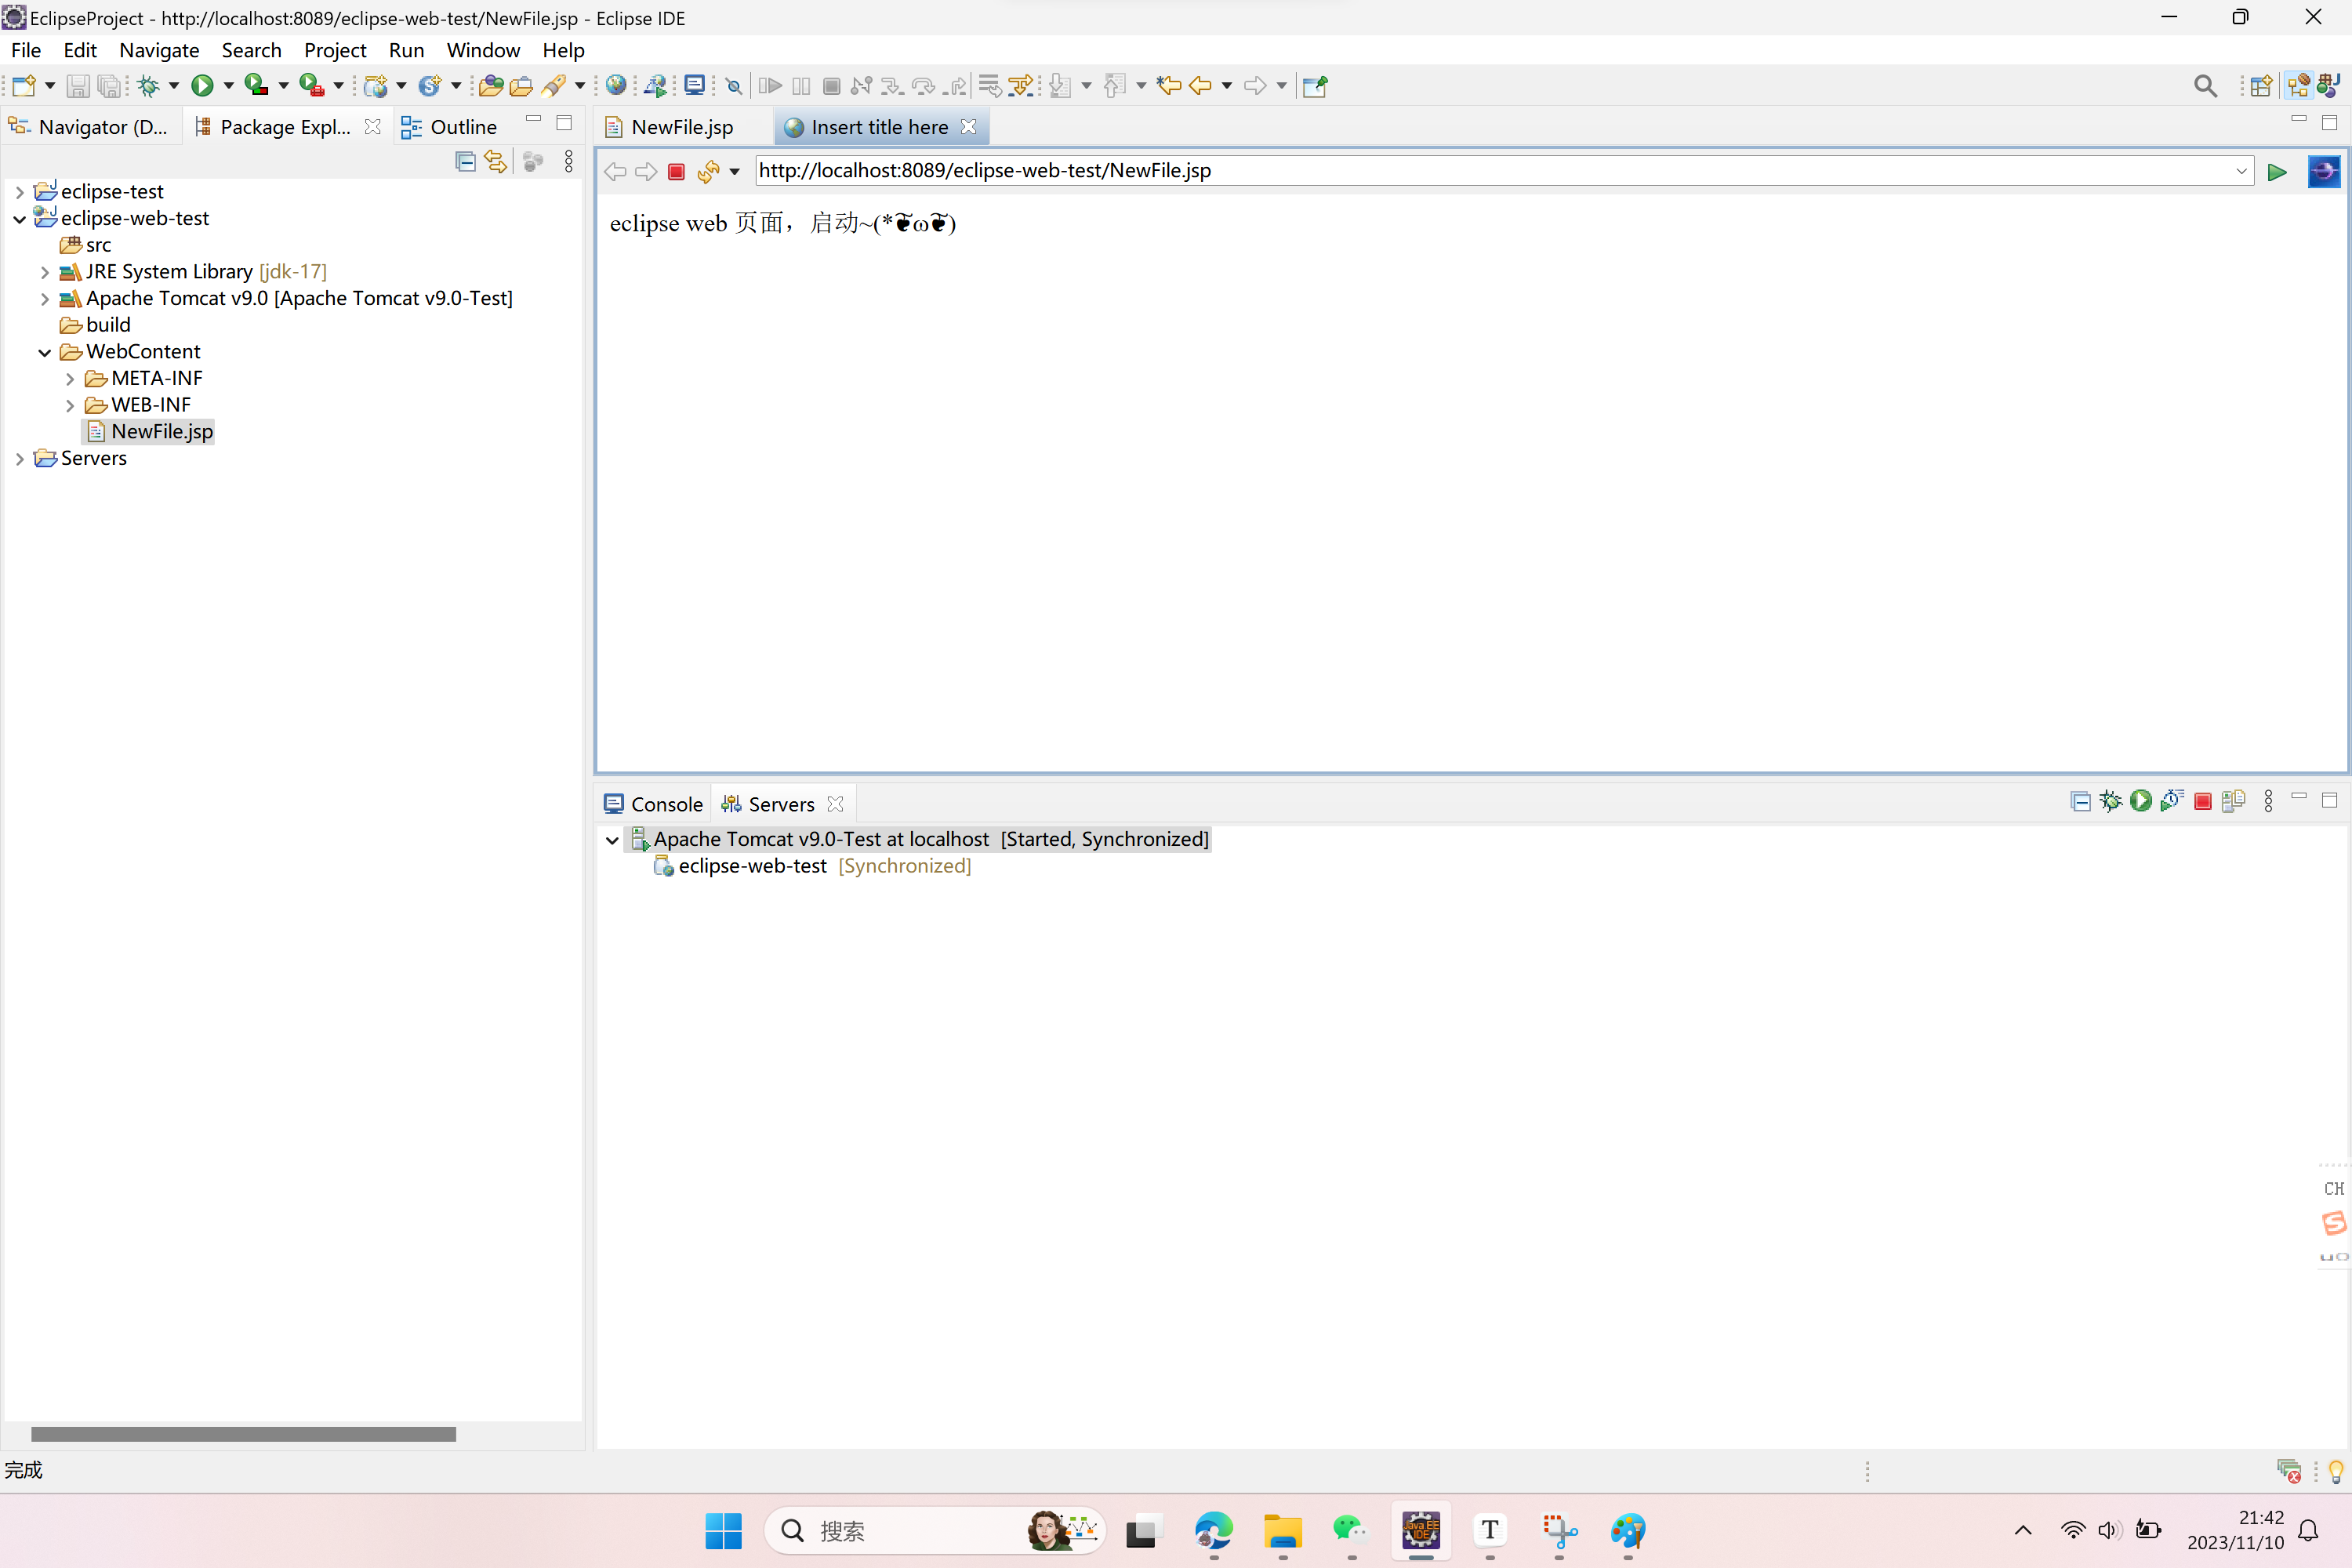 EclipseProject - http://localhost:8089/eclipse-web-test/NewFile.jsp - Eclipse IDE
File Edit Navigate Search Project Run Window Help
Navigator (D... Package Expl... Outline
eclipse-test
eclipse-web-test
src
JRE System Library [jdk-17]
Apache Tomcat v9.0 [Apache Tomcat v9.0-Test]
build
WebContent
META-INF
WEB-INF
NewFile.jsp
Servers
NewFile.jsp Insert title here
http://localhost:8089/eclipse-web-test/NewFile.jsp
eclipse web 页面，启动~(*❦ω❦)
Console Servers
Apache Tomcat v9.0-Test at localhost [Started, Synchronized]
eclipse-web-test [Synchronized]
CH
完成
搜索
Java EE
IDE
T
21:42
2023/11/10